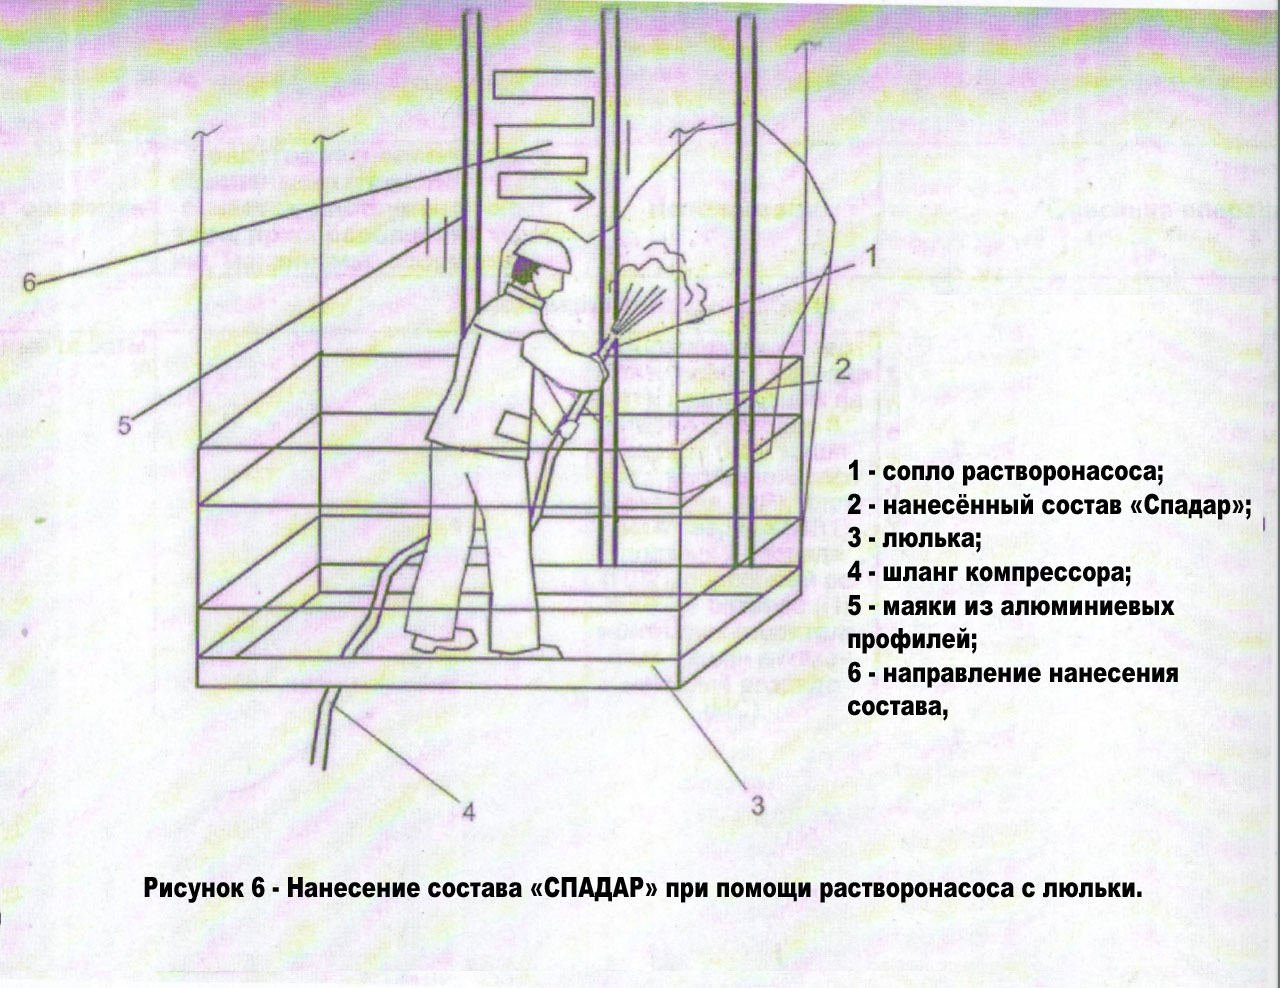 6
5
1
2
4
3
1 - сопло растворонасоса;
2 - нанесённый состав «Спадар»;
3 - люлька;
4 - шланг компрессора;
5 - маяки из алюминиевых
профилей;
6 - направление нанесения
состава,
Рисунок 6 - Нанесение состава «СПАДАР» при помощи растворонасоса с люльки.